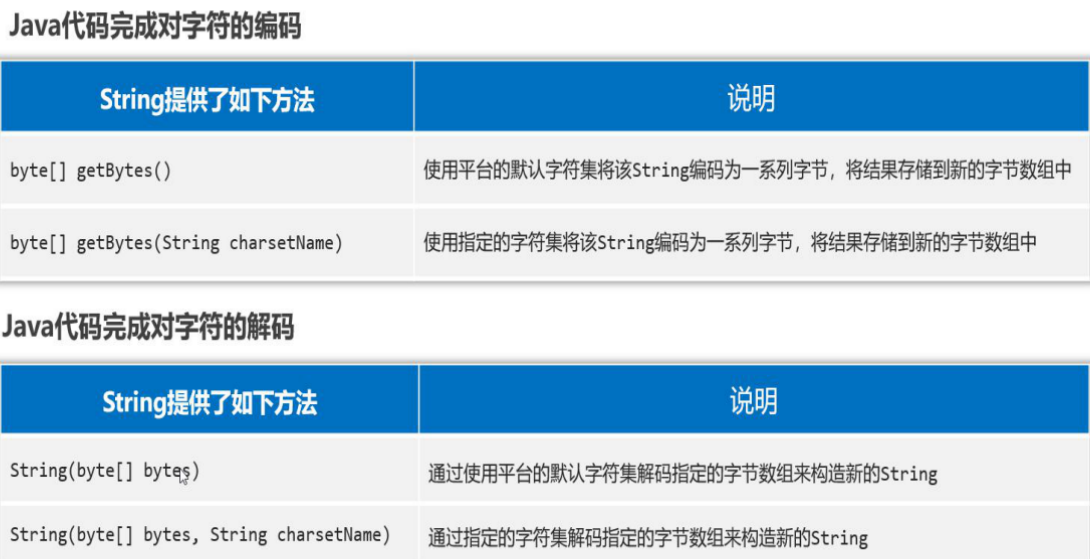 Java代码完成对字符的编码
String提供了如下方法 说明
byte[] getBytes() 使用平台的默认字符集将该String编码为一系列字节，将结果存储到新的字节数组中
byte[] getBytes(String charsetName) 使用指定的字符集将该String编码为一系列字节，将结果存储到新的字节数组中
Java代码完成对字符的解码
String提供了如下方法 说明
String(byte[] bytes) 通过使用平台的默认字符集解码指定的字节数组来构造新的String
String(byte[] bytes, String charsetName) 通过指定的字符集解码指定的字节数组来构造新的String